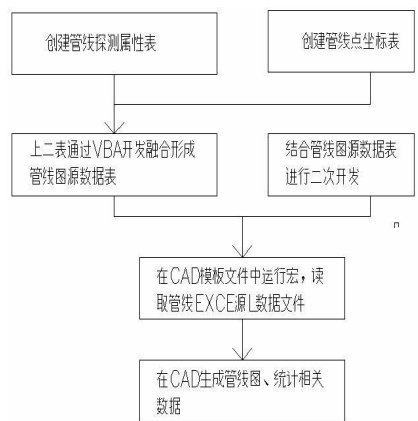 创建管线探测属性表
创建管线点坐标表
上二表通过VBA开发融合形成
管线图源数据表
结合管线图源数据表
进行二次开发
在CAD模板文件中运行宏，读
取管线EXCE源L数据文件
在CAD生成管线图、统计相关
数据